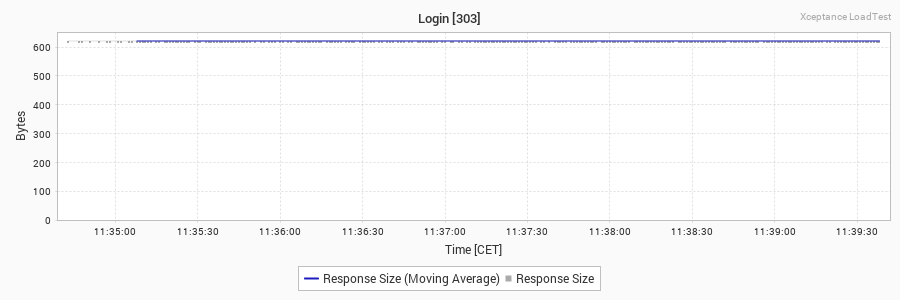 Login [303]
Xceptance LoadTest
600
500
400
300
200
100
0
Bytes
11:35:00 11:35:30 11:36:00 11:36:30 11:37:00 11:37:30 11:38:00 11:38:30 11:39:00 11:39:30
Time [CET]
Response Size (Moving Average) Response Size